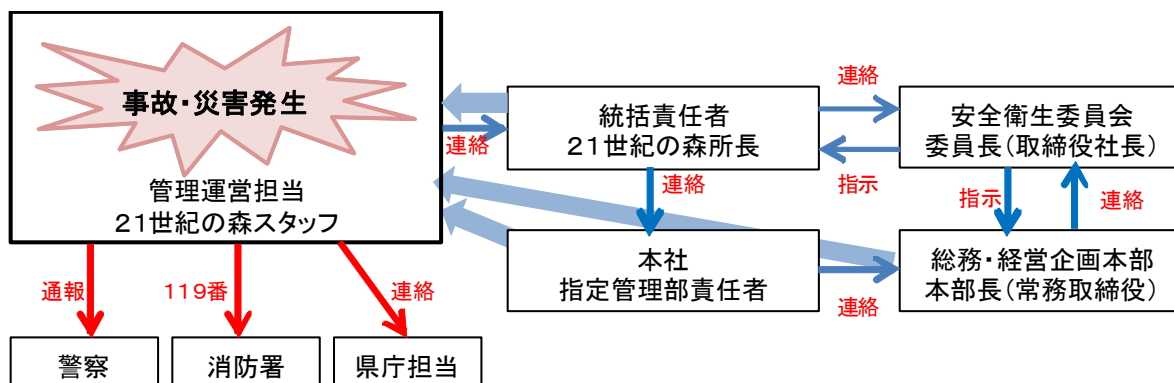 事故・災害発生
管理運営担当
21世紀の森スタッフ
連絡
統括責任者
21世紀の森所長
連絡
指示
安全衛生委員会
委員長(取締役社長)
連絡
指示
連絡
本社
指定管理部責任者
連絡
総務・経営企画本部
本部長(常務取締役)
通報
119番
連絡
警察
消防署
県庁担当